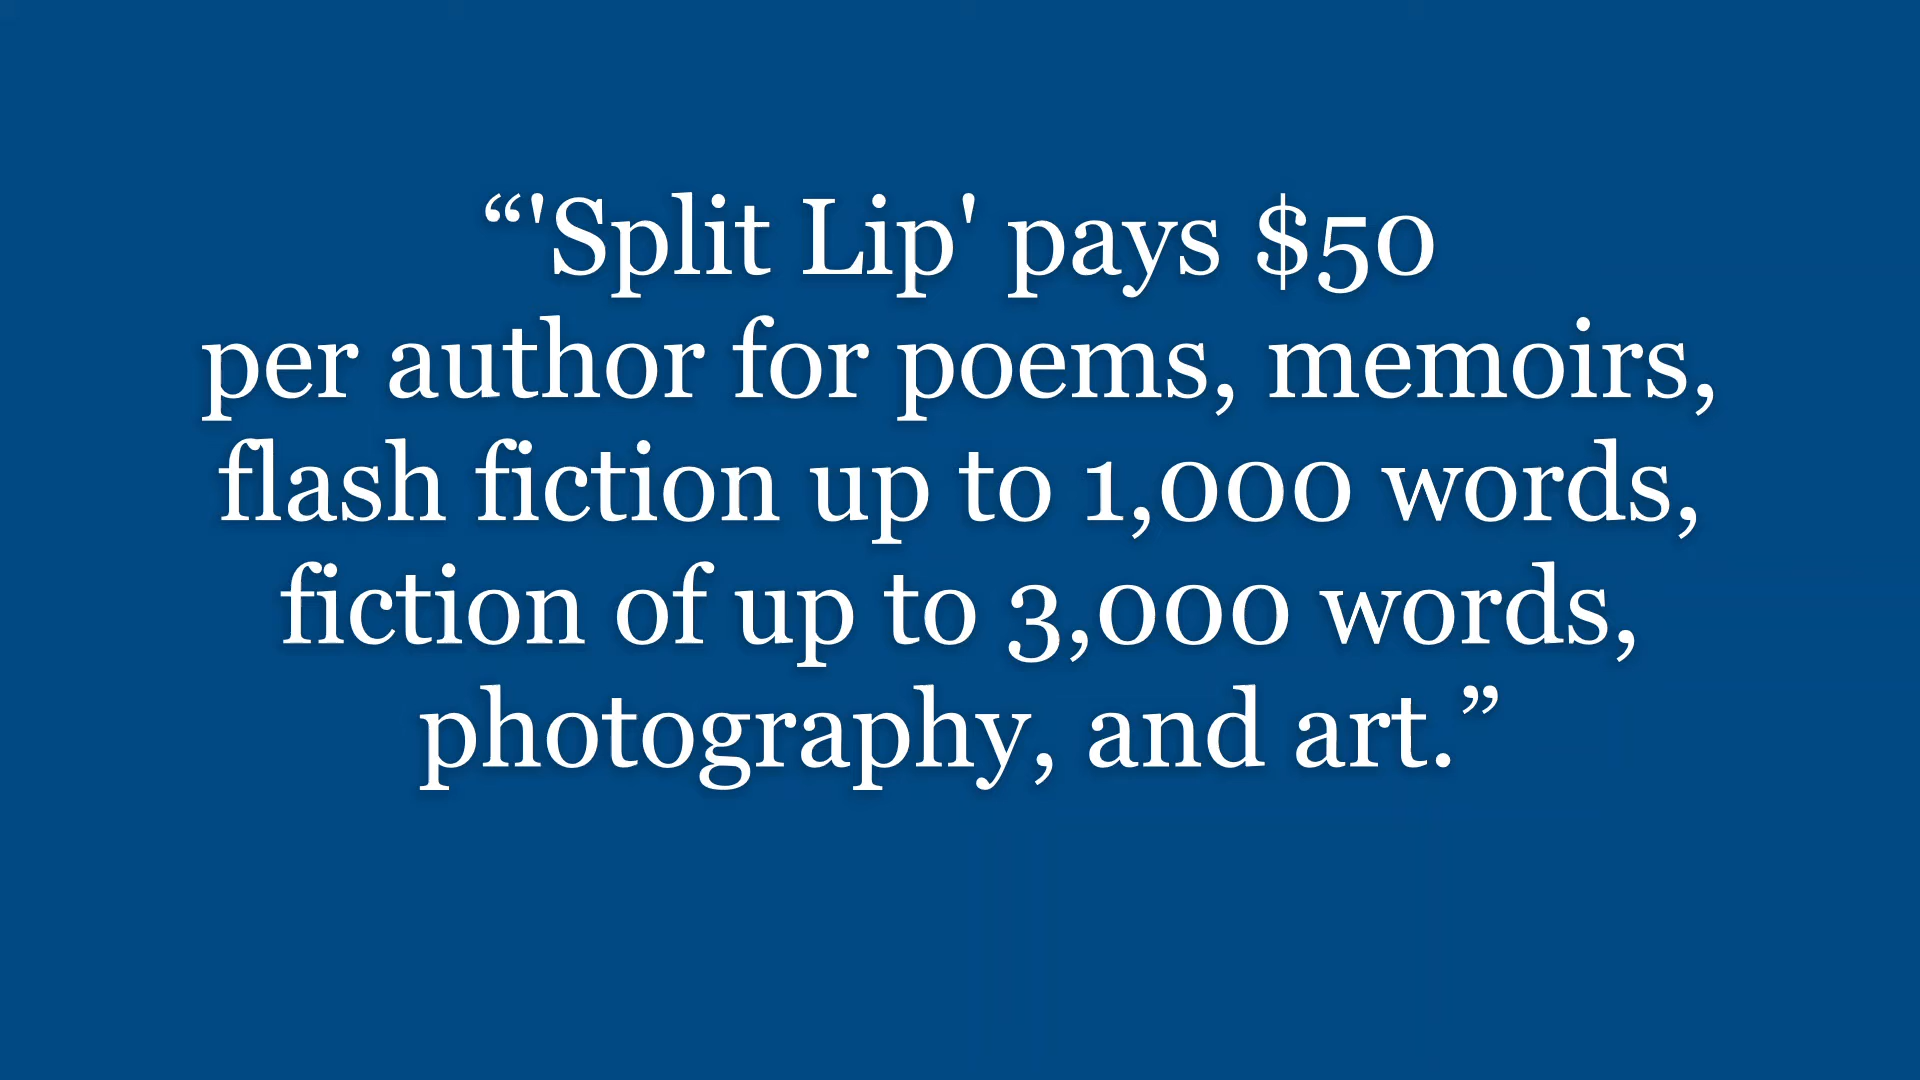 “'Split Lip' pays $50
per author for poems, memoirs,
flash fiction up to 1,000 words,
fiction of up to 3,000 words,
photography, and art.”